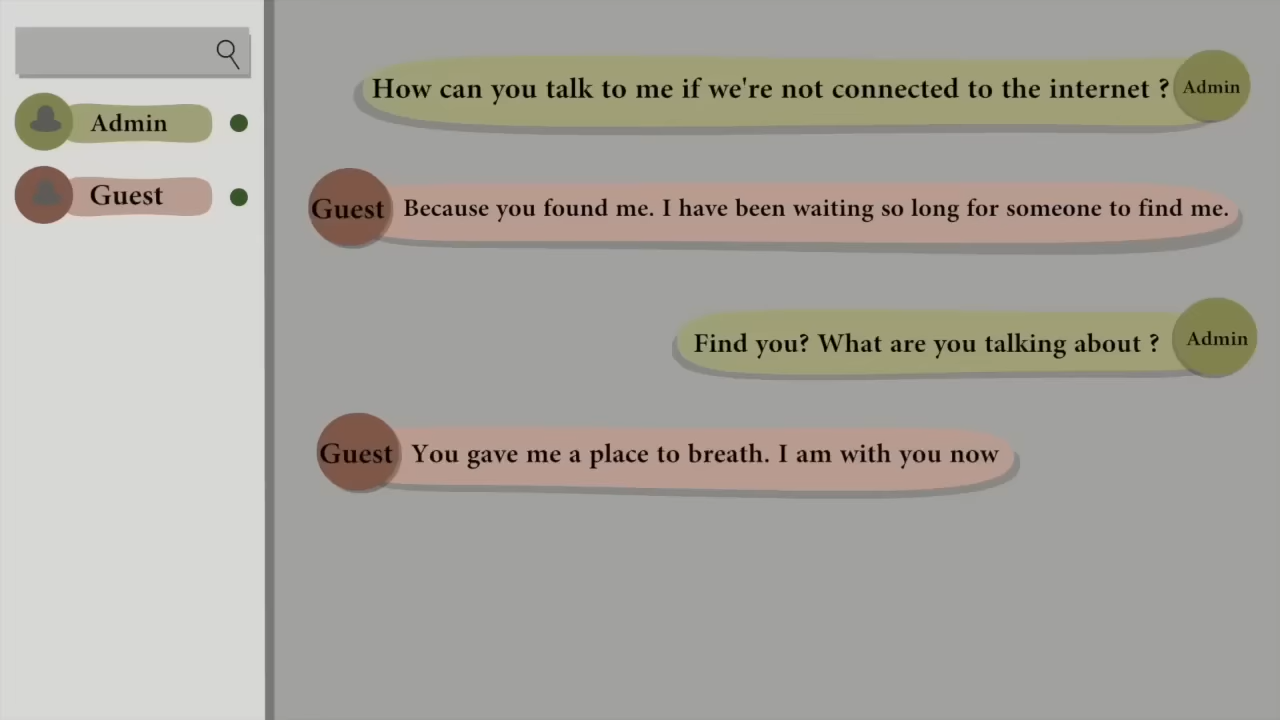 Admin
Guest
How can you talk to me if we're not connected to the internet ?
Admin
Guest
Because you found me. I have been waiting so long for someone to find me.
Find you? What are you talking about ?
Admin
Guest
You gave me a place to breath. I am with you now